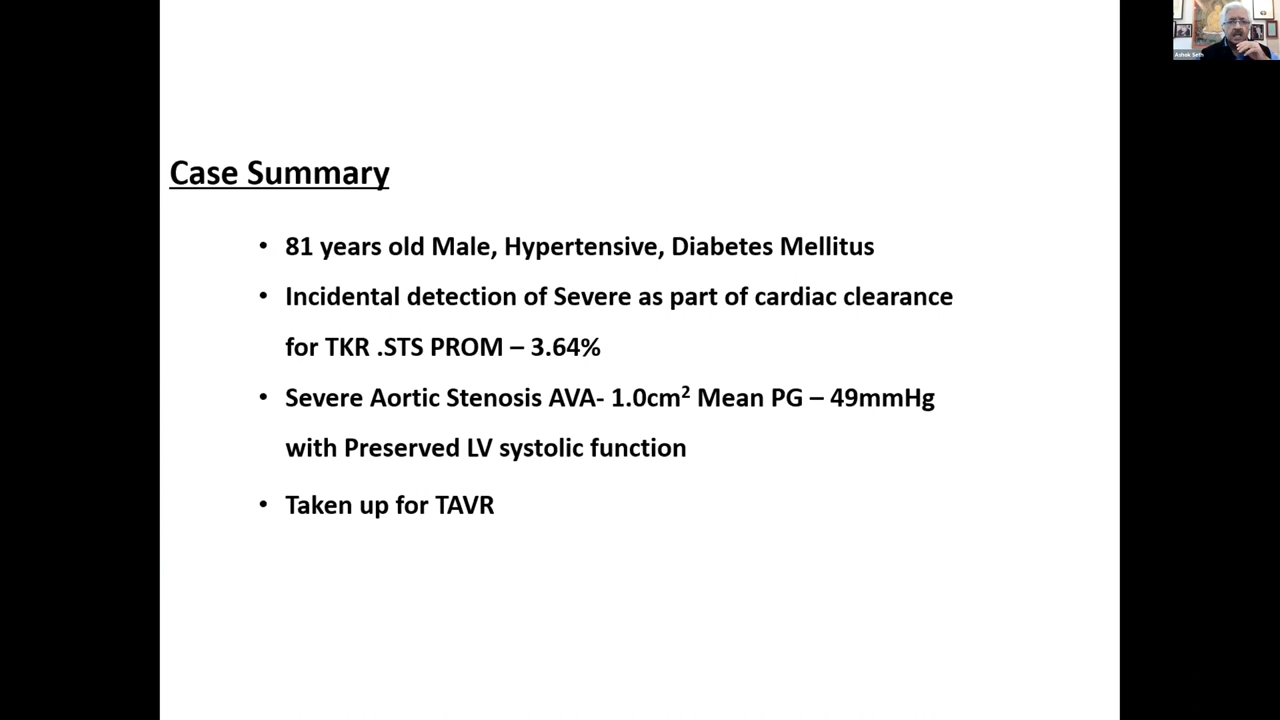 Ashok Seth
Case Summary
• 81 years old Male, Hypertensive, Diabetes Mellitus
• Incidental detection of Severe as part of cardiac clearance
for TKR .STS PROM – 3.64%
• Severe Aortic Stenosis AVA- 1.0cm² Mean PG – 49mmHg
with Preserved LV systolic function
• Taken up for TAVR